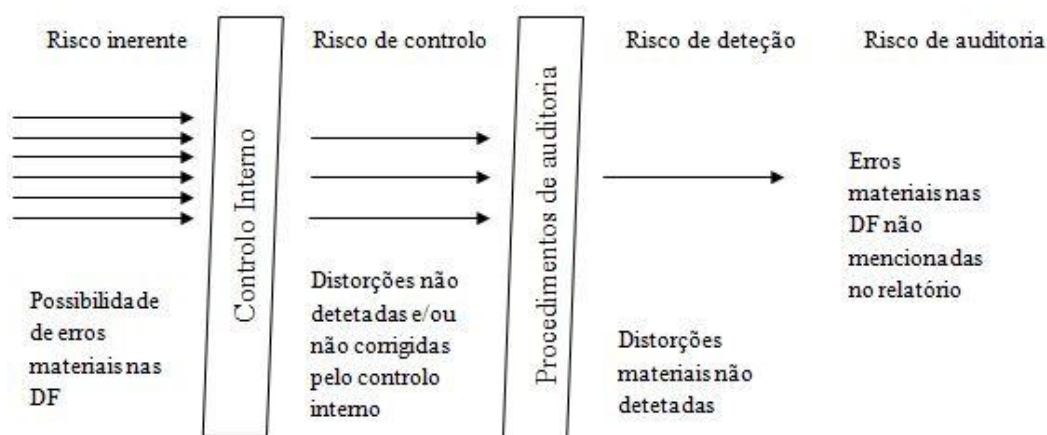 Risco inerente
Risco de controlo
Risco de deteção
Risco de auditoria
Controlo Interno
Procedimentos de auditoria
Possibilidade
de erros
materiais nas
DF
Distorções não
detetadas e/ou
não corrigidas
pelo controlo
interno
Distorções
materiais não
detetadas
Erros
materiais nas
DF não
mencionadas
no relatório